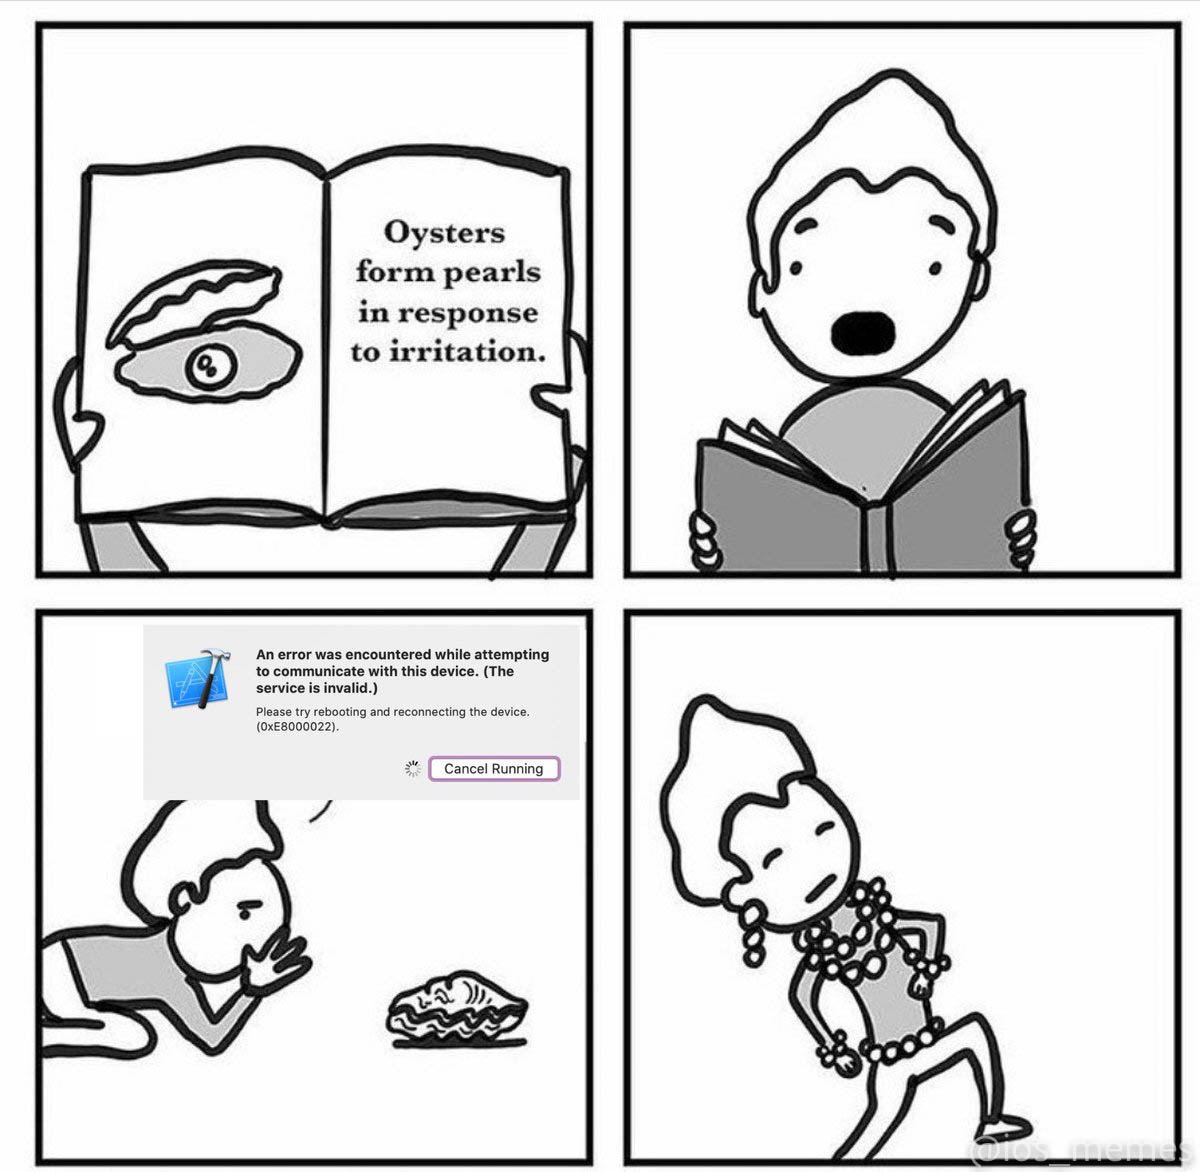 Oysters
form pearls
in response
to irritation.
An error was encountered while attempting
to communicate with this device. (The
service is invalid.)
Please try rebooting and reconnecting the device.
(0xE8000022).
Cancel Running
@ios_memes